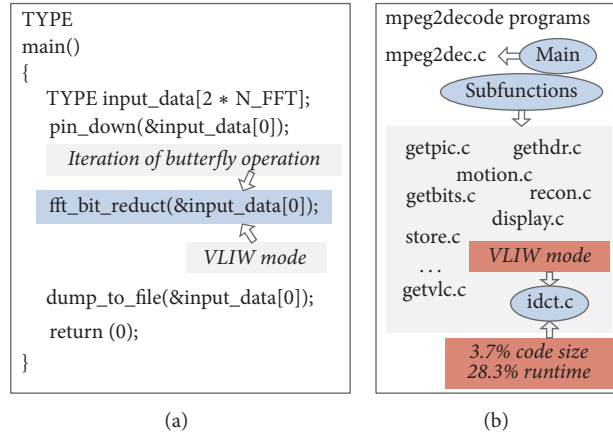 TYPE
main()
{
TYPE input_data[2 * N_FFT];
pin_down(&input_data[0]);
Iteration of butterfly operation
fft_bit_reduct(&input_data[0]);
VLIW mode
dump_to_file(&input_data[0]);
return (0);
}
(a)
mpeg2decode programs
mpeg2dec.c Main
Subfunctions
getpic.c gethdr.c
motion.c
getbits.c recon.c
display.c
store.c
VLIW mode
...
getvlc.c idct.c
3.7% code size
28.3% runtime
(b)